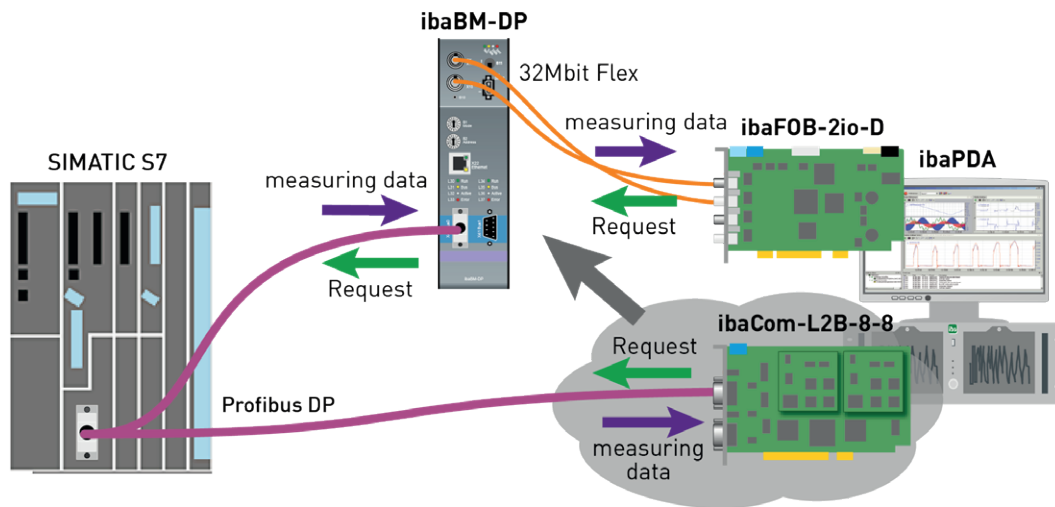 ibaBM-DP
32Mbit Flex
measuring data
ibaFOB-2io-D
ibaPDA
SIMATIC S7
measuring data
Request
Request
ibaCom-L2B-8-8
Request
Profibus DP
measuring
data